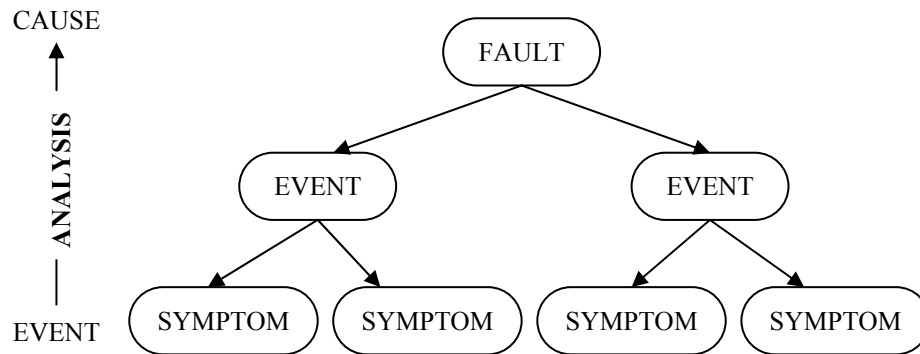 CAUSE
FAULT
ANALYSIS
EVENT
EVENT
SYMPTOM
SYMPTOM
SYMPTOM
SYMPTOM
EVENT